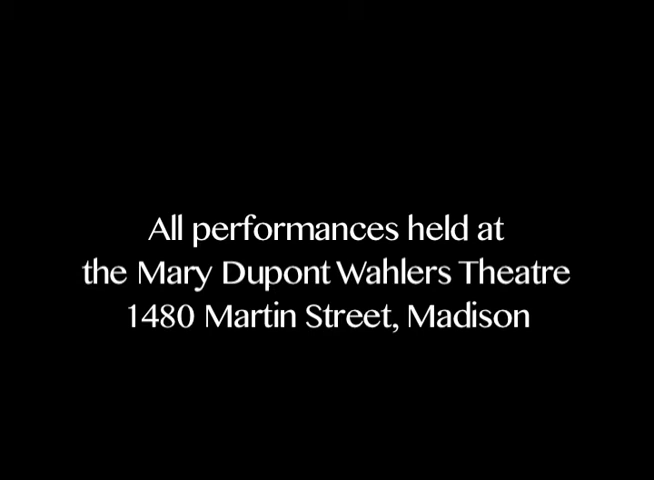 All performances held at
the Mary Dupont Wahlers Theatre
1480 Martin Street, Madison